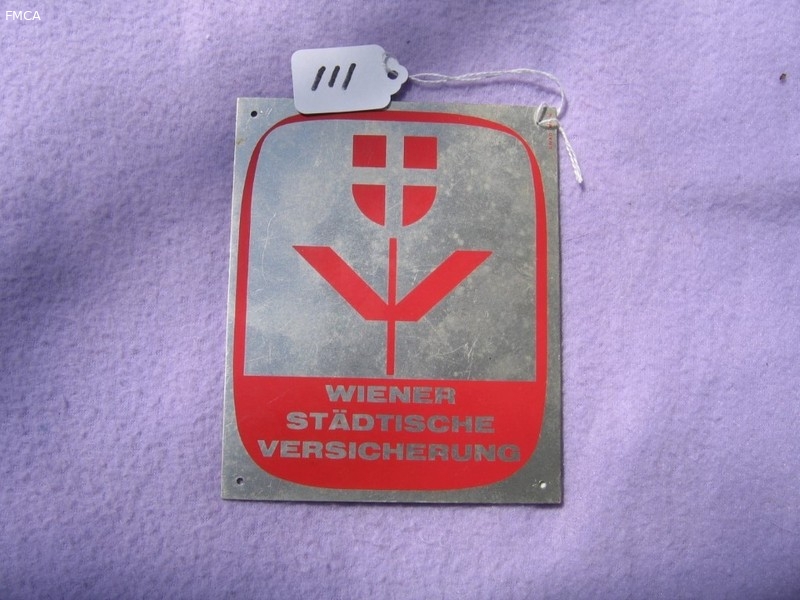 FMCA
111
WIENER
STÄDTISCHE
VERSICHERUNG